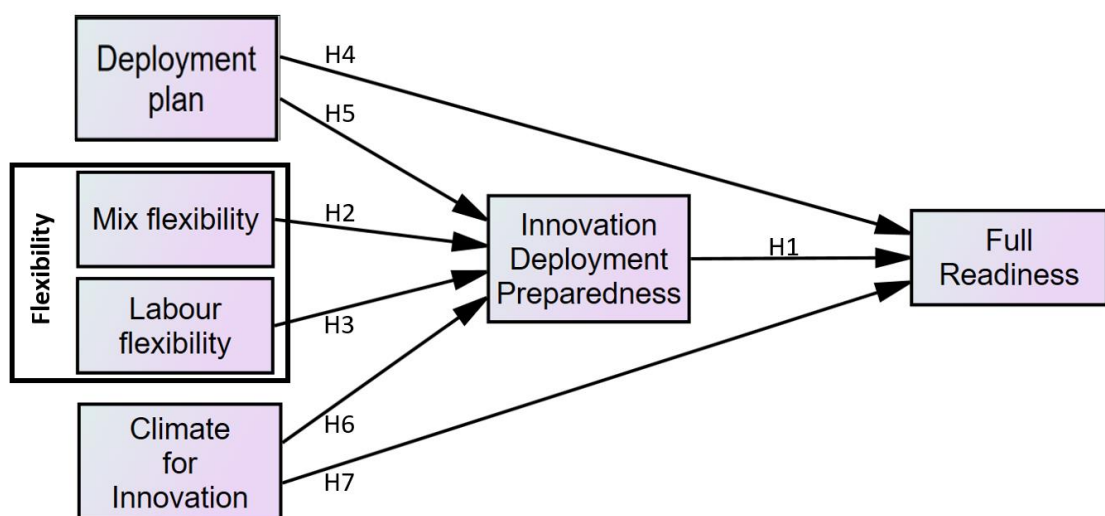 Deployment
plan
H4
H5
Flexibility
Mix flexibility
H2
Labour
flexibility
H3
Climate
for
Innovation
H6
H7
Innovation
Deployment
Preparedness
H1
Full
Readiness